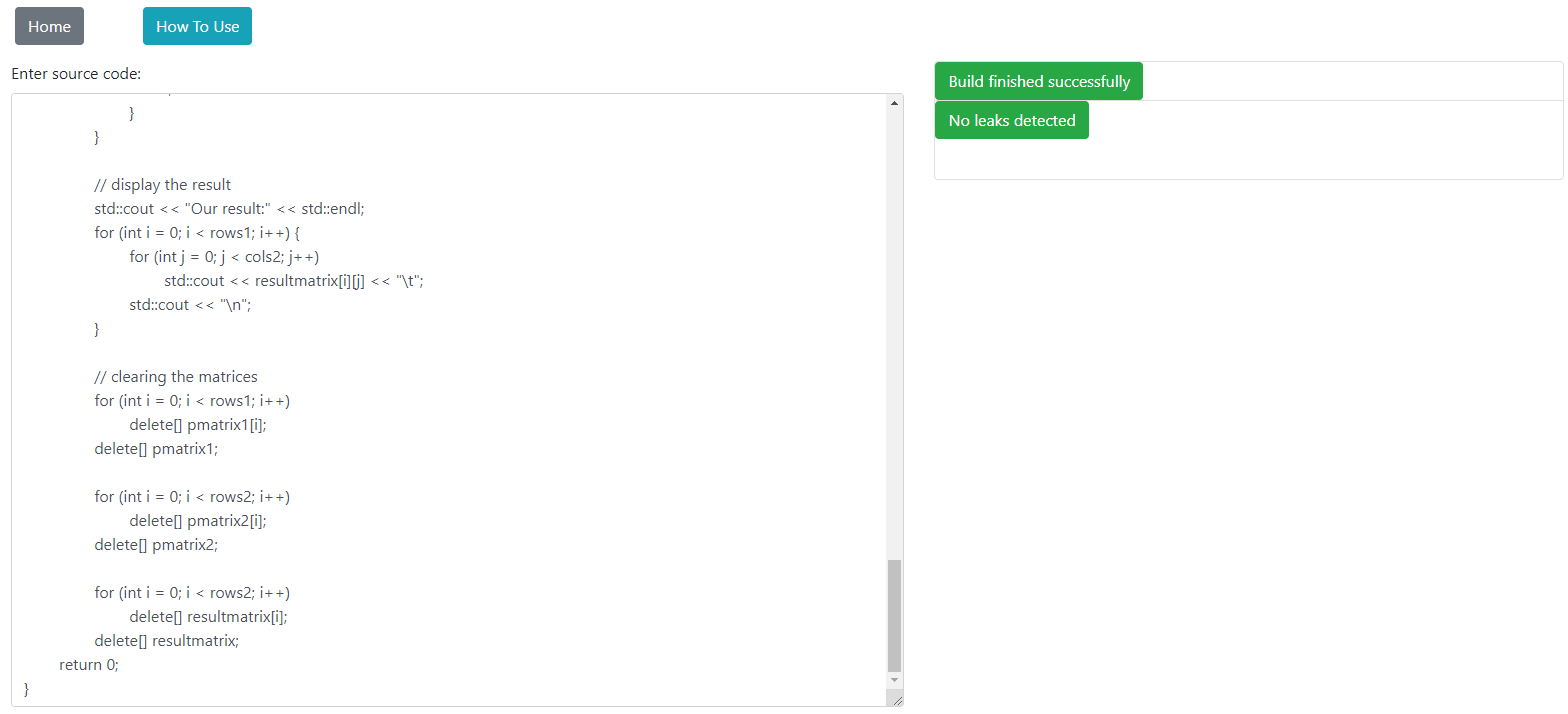 Home
How To Use
Enter source code:
}
}
// display the result
std::cout << "Our result:" << std::endl;
for (int i = 0; i < rows1; i++) {
for (int j = 0; j < cols2; j++)
std::cout << resultmatrix[i][j] << "\t";
std::cout << "\n";
}
// clearing the matrices
for (int i = 0; i < rows1; i++)
delete[] pmatrix1[i];
delete[] pmatrix1;
for (int i = 0; i < rows2; i++)
delete[] pmatrix2[i];
delete[] pmatrix2;
for (int i = 0; i < rows2; i++)
delete[] resultmatrix[i];
delete[] resultmatrix;
return 0;
}
Build finished successfully
No leaks detected